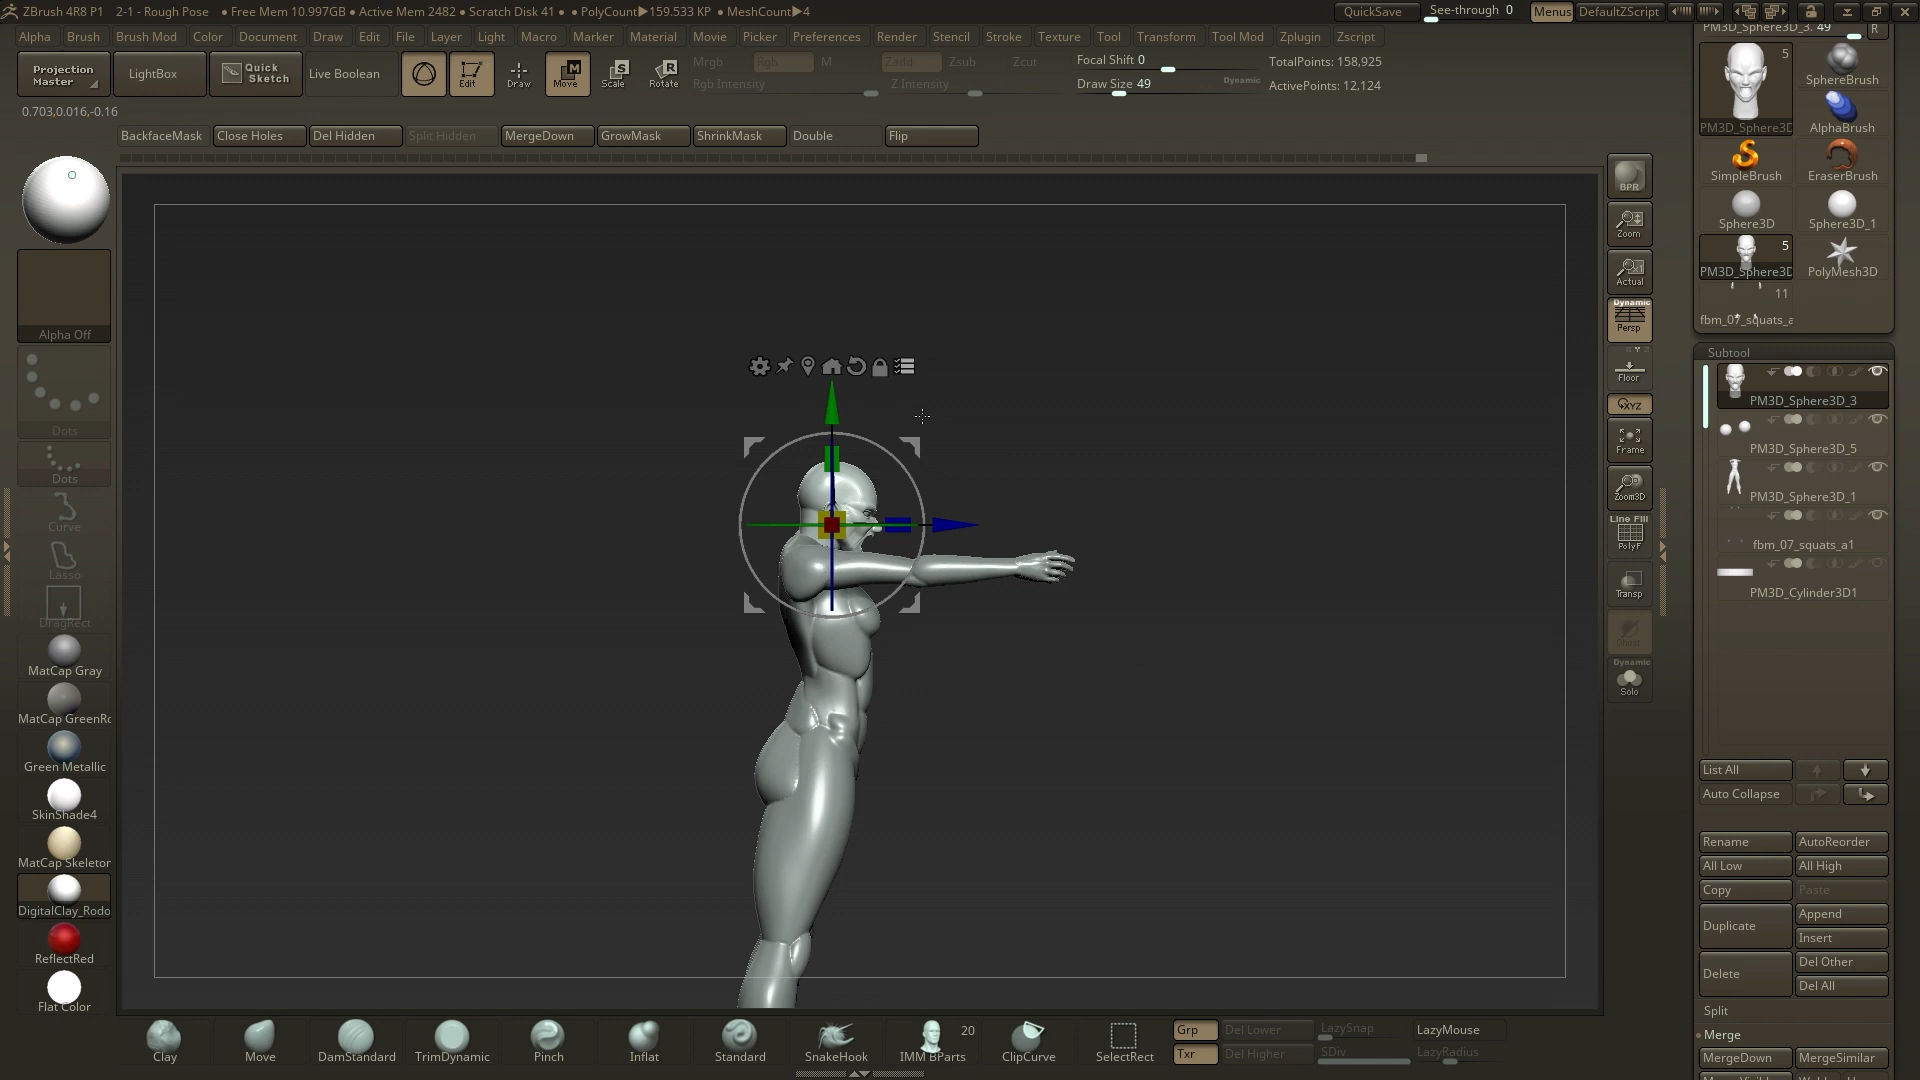 ZBrush 4R8 P1 2-1 - Rough Pose • Free Mem 10.997GB • Active Mem 2482 • Scratch Disk 41 • • PolyCount▶159.533 KP • MeshCount▶4
QuickSave See-through 0 Menus DefaultZScript
Alpha Brush Brush Mod Color Document Draw Edit File Layer Light Macro Marker Material Movie Picker Preferences Render Stencil Stroke Texture Tool Tool Mod Transform Zplugin Zscript
Projection Master
LightBox
Quick Sketch
Live Boolean
Edit
Draw
Move
Scale
Rotate
Mrgb Rgb M Zadd Zsub Zcut
Rgb Intensity Z Intensity
Focal Shift 0
Draw Size 49 Dynamic
TotalPoints: 158,925
ActivePoints: 12,124
0.703,0.016,-0.16
BackfaceMask Close Holes Del Hidden Split Hidden MergeDown GrowMask ShrinkMask Double Flip
Alpha Off
Dots
Dots
Curve
Lasso
DragRect
MatCap Gray
MatCap GreenRo
Green Metallic
SkinShade4
MatCap Skeletor
DigitalClay_Rodo
ReflectRed
Flat Color
BPR
Zoom
Actual
Dynamic
Persp
Floor
XYZ
Frame
Zoom3D
Line Fill
PolyF
Transp
Ghost
Dynamic
Solo
PM3D_Sphere3D_3. 49 R
5
PM3D_Sphere3D
SphereBrush
AlphaBrush
SimpleBrush EraserBrush
Sphere3D Sphere3D_1
5
PM3D_Sphere3D PolyMesh3D
11
fbm_07_squats_a
Subtool
PM3D_Sphere3D_3
PM3D_Sphere3D_5
PM3D_Sphere3D_1
fbm_07_squats_a1
PM3D_Cylinder3D1
List All
Auto Collapse
Rename AutoReorder
All Low All High
Copy Paste
Duplicate Append
Insert
Delete Del Other
Del All
Split
Merge
MergeDown MergeSimilar
Clay Move DamStandard TrimDynamic Pinch Inflat Standard SnakeHook IMM BParts 20 ClipCurve SelectRect
Grp Del Lower LazySnap LazyMouse
Txr Del Higher SDiv LazyRadius